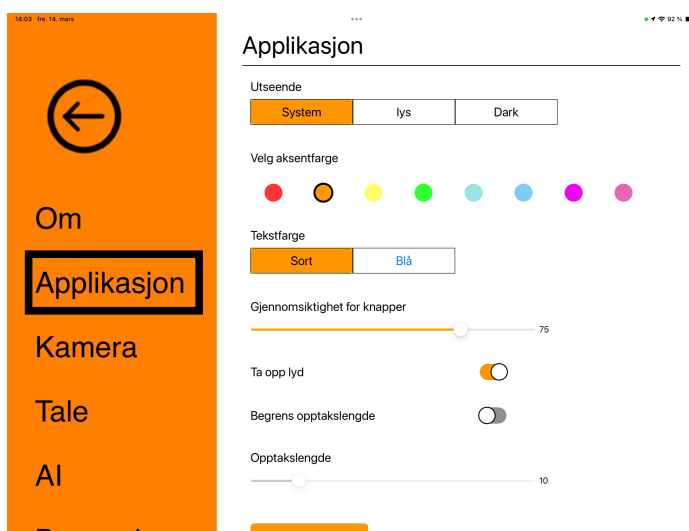 14:03 fre. 14. mars
92 %
Om
Applikasjon
Kamera
Tale
AI
Applikasjon
Utseende
System lys Dark
Velg aksentfarge
Tekstfarge
Sort Blå
Gjennomsiktighet for knapper
75
Ta opp lyd
Begrens opptakslengde
Opptakslengde
10